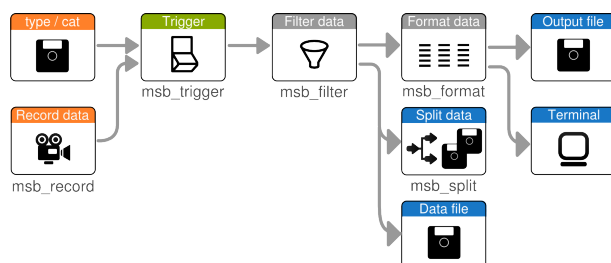 type / cat
Trigger
Filter data
Format data
Output file
msb_trigger
msb_filter
msb_format
Record data
Split data
Terminal
msb_record
msb_split
Data file